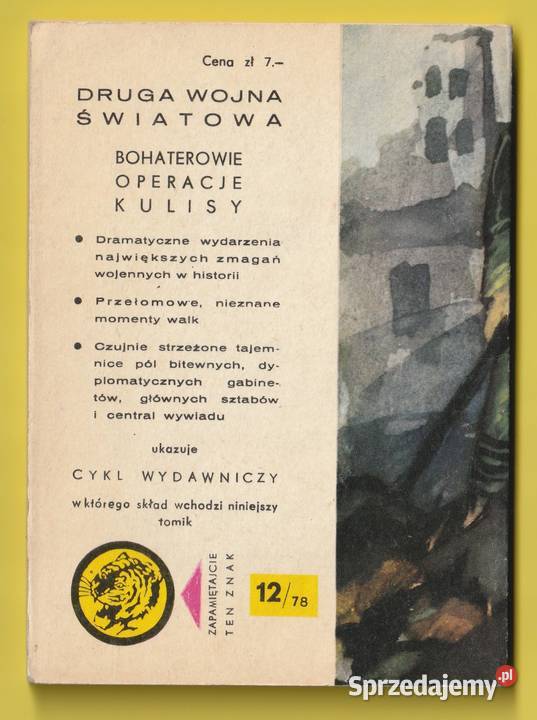 Cena zł 7.—
DRUGA WOJNA
ŚWIATOWA
BOHATEROWIE
OPERACJE
KULISY
● Dramatyczne wydarzenia
największych zmagań
wojennych w historii
● Przełomowe, nieznane
momenty walk
● Czujnie strzeżone tajem-
nice pól bitewnych, dy-
plomatycznych gabine-
tów, głównych sztabów
i central wywiadu
ukazuje
CYKL WYDAWNICZY
w którego skład wchodzi niniejszy
tomik
ZAPAMIĘTAJCIE
TEN ZNAK
12/78
Sprzedajemy.pl